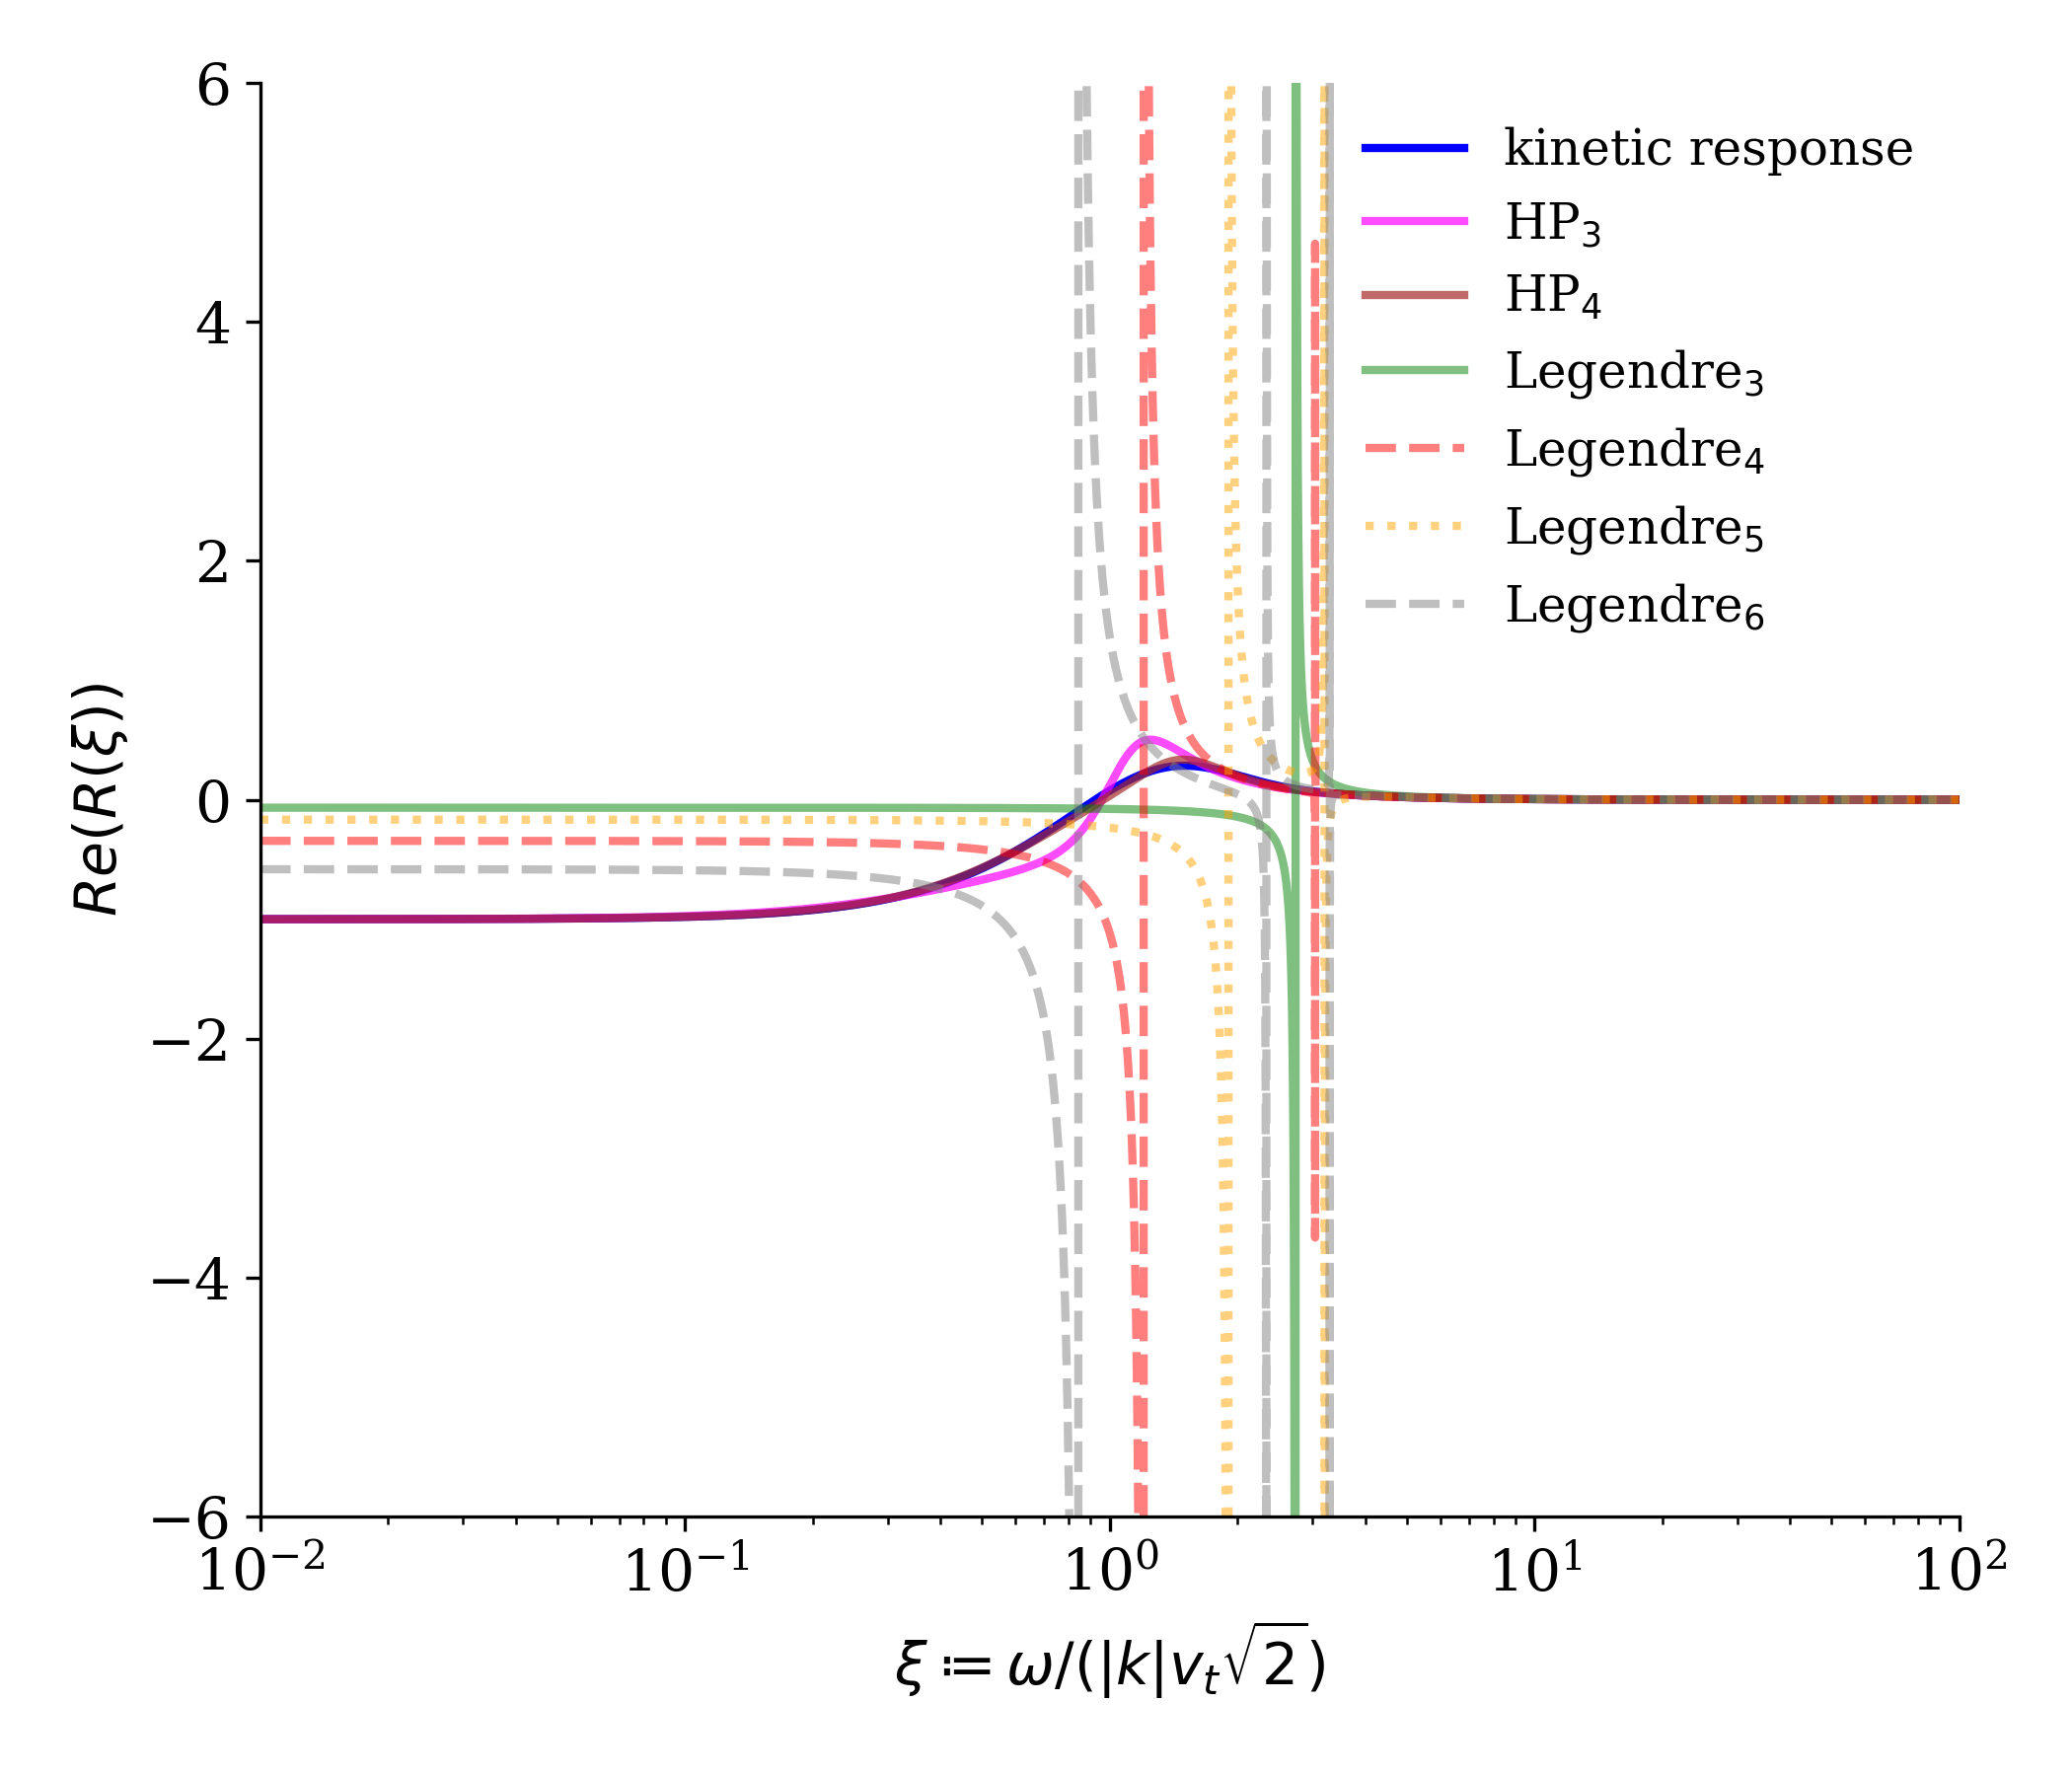 6
4
2
0
−2
−4
−6
Re(R(ξ))
10⁻²
10⁻¹
10⁰
10¹
10²
ξ ≔ ω/(|k|vₜ√2)
kinetic response
HP₃
HP₄
Legendre₃
Legendre₄
Legendre₅
Legendre₆